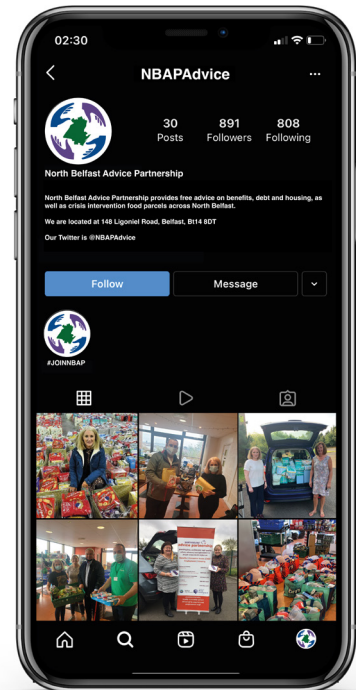 02:30
NBAPAdvice
30 891 808
Posts Followers Following
North Belfast Advice Partnership
North Belfast Advice Partnership provides free advice on benefits, debt and housing, as
well as crisis intervention food parcels across North Belfast.
We are located at 148 Ligoniel Road, Belfast, Bt14 8DT
Our Twitter is @NBAPAdvice
Follow
Message
#JOINNBAP
advice partnership